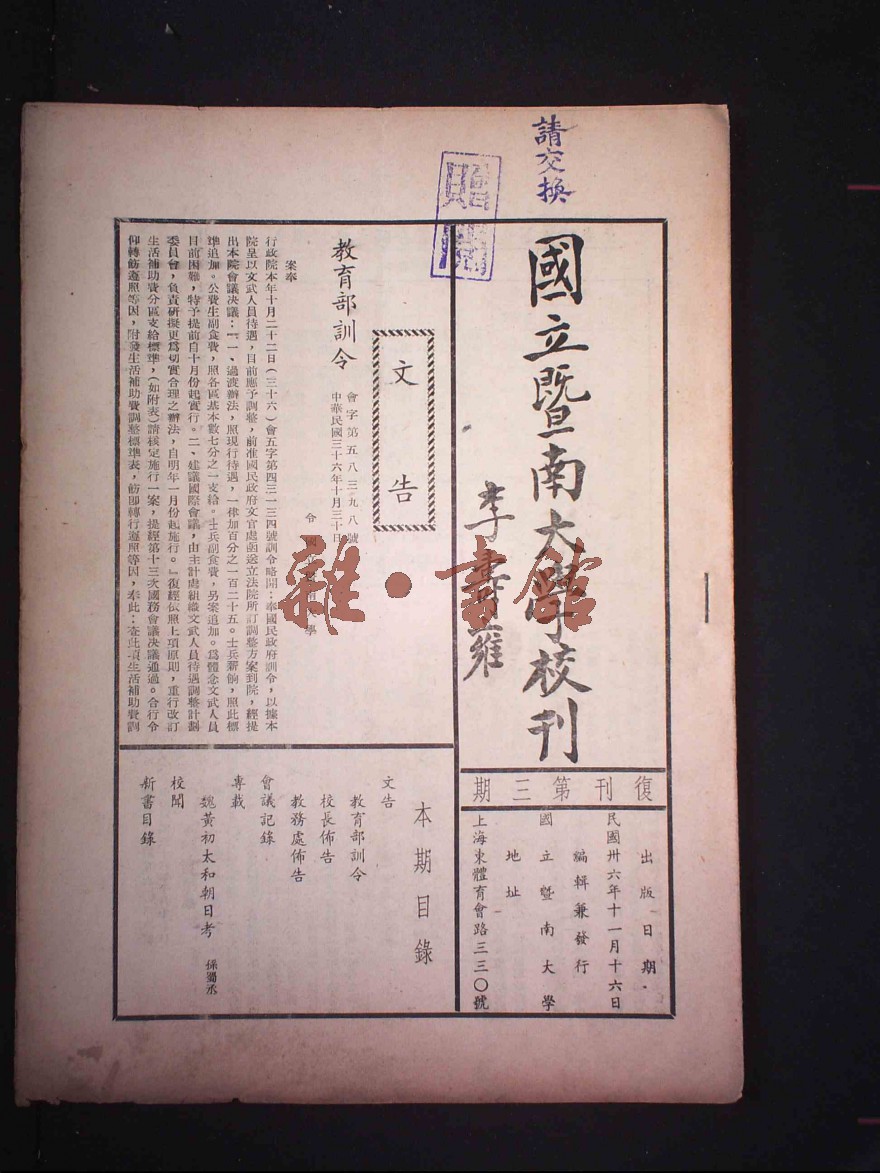 請交換
國立暨南大學校刊
李壽雍
復刊第三期
出版日期
民國卅六年十一月十六日
編輯兼發行
國立暨南大學
地址
上海東體育會路三三〇號
文告
教育部訓令
會字第五八三九八號
中華民國三十六年十月三十日
令國立暨南大學
案奉
行政院本年十月二十二日(三十六)會五字第四三一三四號訓令略開:奉國民政府訓令,以據本
院呈以文武人員待遇,目前應予調整,前准國民政府文官處函送立法院所訂調整方案到院,經提
出本院會議决議:一、過渡辦法,照現行待遇,一律加百分之一百二十五。士兵薪餉,照此標
準追加。公費生副食費,照各區基本數七分之一支給。士兵副食費,另案追加。爲體念文武人員
目前困難,特予提前自十月份起實行。二、建議國際會議,由主計處組織文武人員待遇調整計劃
委員會,負責研擬更爲切實合理之辦法,自明年一月份起施行。』復經依照上項原則,重行改訂
生活補助費分區支給標準,(如附表)請核定施行一案,提經第十三次國務會議决議通過。合行令
仰轉飭遵照等因,附發生活補助費調整標準表,飭卽轉行遵照等因,奉此:查此項生活補助費調
本期目錄
文告
教育部訓令
校長佈告
教務處佈告
會議記錄
專載
魏黃初太和朝日考 孫蜀丞
校聞
新書目錄
雜·書館